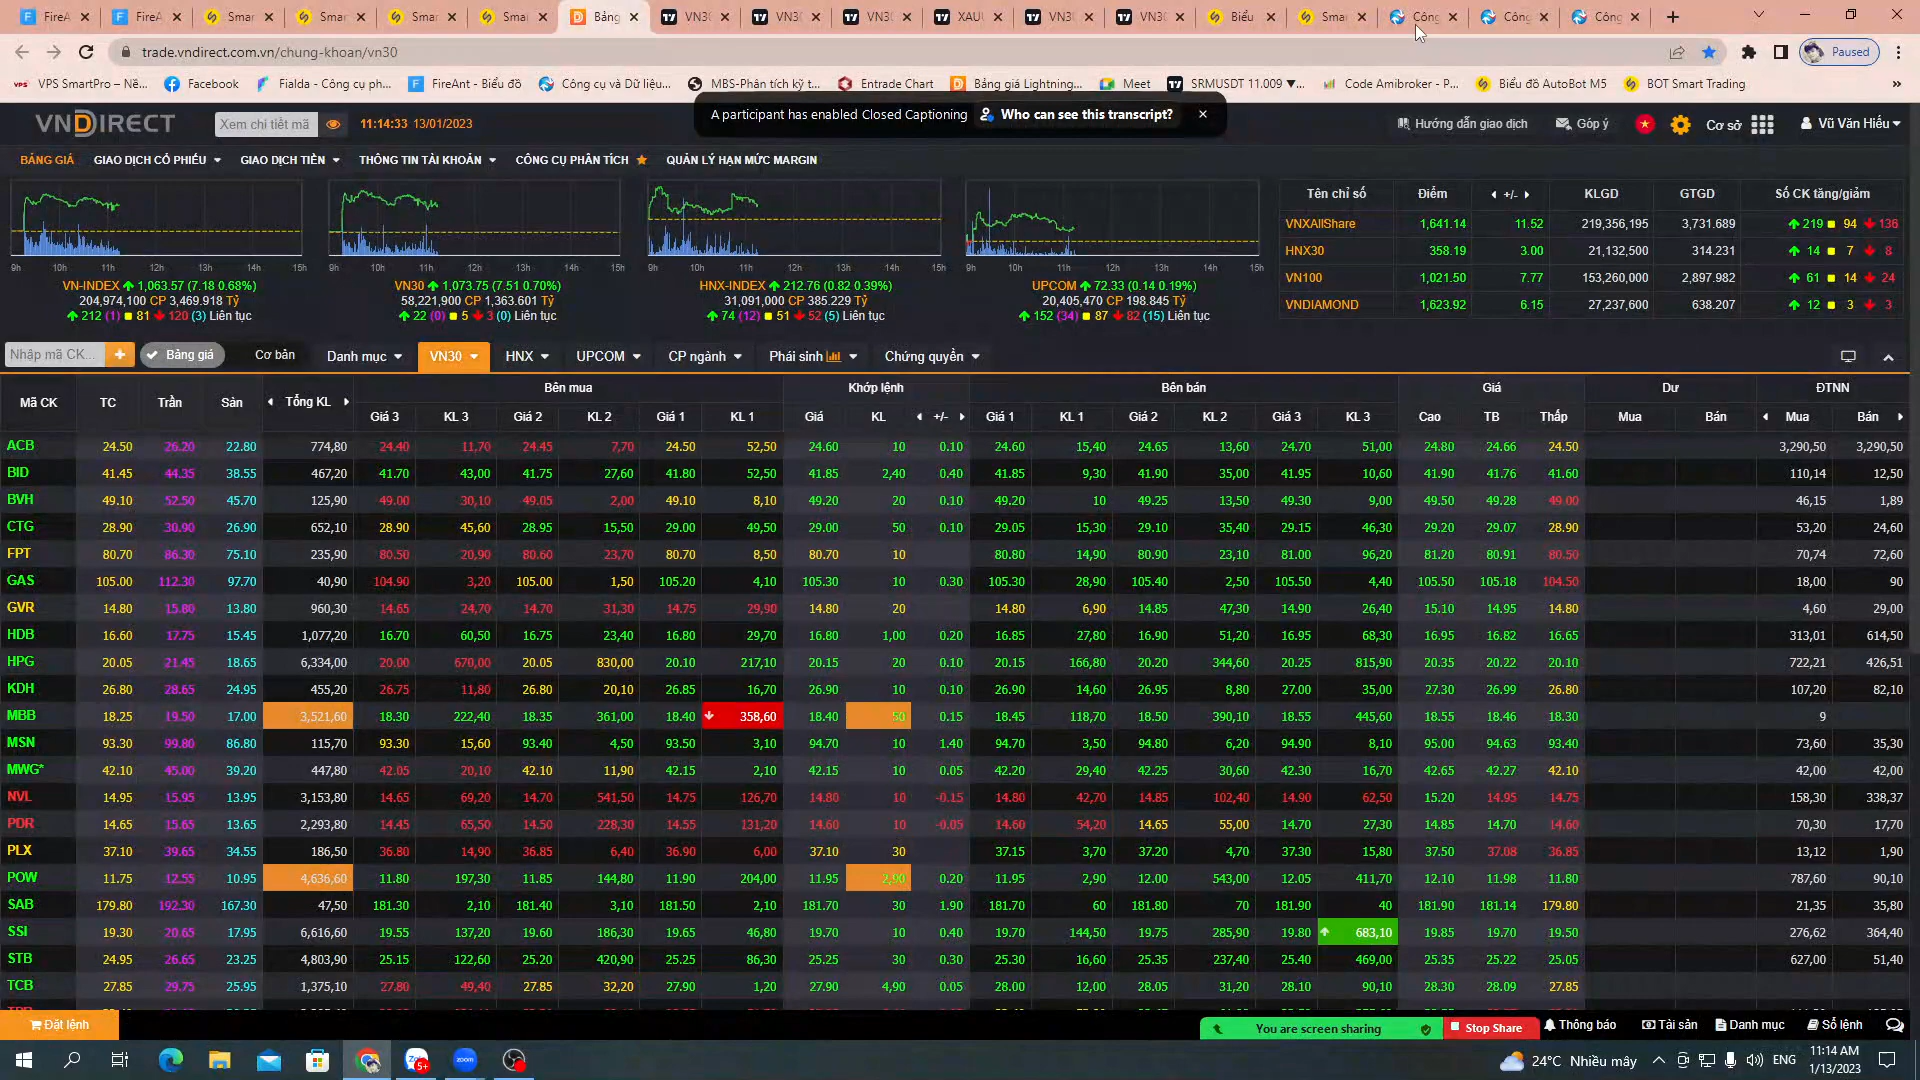 FireA
FireA
Smar
Smar
Smar
Smar
Bảng
VN30
VN30
VN30
XAUU
VN30
VN30
Biểu
Smar
Công
Công
Công
trade.vndirect.com.vn/chung-khoan/vn30
Paused
VPS SmartPro – Nề...
Facebook
Fialda - Công cụ ph...
FireAnt - Biểu đồ
Công cụ và Dữ liệu...
MBS-Phân tích kỹ t...
Entrade Chart
Bảng giá Lightning...
Meet
SRMUSDT 11.009 ▼...
Code Amibroker - P...
Biểu đồ AutoBot M5
BOT Smart Trading
A participant has enabled Closed Captioning Who can see this transcript?
VNDIRECT
Xem chi tiết mã
11:14:33 13/01/2023
Hướng dẫn giao dịch
Góp ý
Cơ sở
Vũ Văn Hiếu
BẢNG GIÁ
GIAO DỊCH CỔ PHIẾU
GIAO DỊCH TIỀN
THÔNG TIN TÀI KHOẢN
CÔNG CỤ PHÂN TÍCH
QUẢN LÝ HẠN MỨC MARGIN
9h 10h 11h 12h 13h 14h 15h
VN-INDEX 1,063.57 (7.18 0.68%)
204,974,100 CP 3,469.918 Tỷ
212 (1) 81 120 (3) Liên tục
9h 10h 11h 12h 13h 14h 15h
VN30 1,073.75 (7.51 0.70%)
58,221,900 CP 1,363.601 Tỷ
22 (0) 5 3 (0) Liên tục
9h 10h 11h 12h 13h 14h 15h
HNX-INDEX 212.76 (0.82 0.39%)
31,091,000 CP 385.229 Tỷ
74 (12) 51 52 (5) Liên tục
9h 10h 11h 12h 13h 14h 15h
UPCOM 72.33 (0.14 0.19%)
20,405,470 CP 198.845 Tỷ
152 (34) 87 82 (15) Liên tục
Tên chỉ số Điểm +/- KLGD GTGD Số CK tăng/giảm
VNXAllShare 1,641.14 11.52 219,356,195 3,731.689 219 94 136
HNX30 358.19 3.00 21,132,500 314.231 14 7 8
VN100 1,021.50 7.77 153,260,000 2,897.982 61 14 24
VNDIAMOND 1,623.92 6.15 27,237,600 638.207 12 3 3
Nhập mã CK...
Bảng giá
Cơ bản
Danh mục
VN30
HNX
UPCOM
CP ngành
Phái sinh
Chứng quyền
Mã CK TC Trần Sàn Tổng KL Bên mua Khớp lệnh Bên bán Giá Dư ĐTNN
Giá 3 KL 3 Giá 2 KL 2 Giá 1 KL 1 Giá KL +/- Giá 1 KL 1 Giá 2 KL 2 Giá 3 KL 3 Cao TB Thấp Mua Bán Mua Bán
ACB 24.50 26.20 22.80 774,80 24.40 11,70 24.45 7,70 24.50 52,50 24.60 10 0.10 24.60 15,40 24.65 13,60 24.70 51,00 24.80 24.66 24.50 3,290,50 3,290,50
BID 41.45 44.35 38.55 467,20 41.70 43,00 41.75 27,60 41.80 52,50 41.85 2,40 0.40 41.85 9,30 41.90 35,00 41.95 10,60 41.90 41.76 41.60 110,14 12,50
BVH 49.10 52.50 45.70 125,90 49.00 30,10 49.05 2,00 49.10 8,10 49.20 20 0.10 49.20 10 49.25 13,50 49.30 9,00 49.50 49.28 49.00 46,15 1,89
CTG 28.90 30.90 26.90 652,10 28.90 45,60 28.95 15,50 29.00 49,50 29.00 50 0.10 29.05 15,30 29.10 35,40 29.15 46,30 29.20 29.07 28.90 53,20 24,60
FPT 80.70 86.30 75.10 235,90 80.50 20,90 80.60 23,70 80.70 8,50 80.70 10 80.80 14,90 80.90 23,10 81.00 96,20 81.20 80.91 80.50 70,74 72,60
GAS 105.00 112.30 97.70 40,90 104.90 3,20 105.00 1,50 105.20 4,10 105.30 10 0.30 105.30 28,90 105.40 2,50 105.50 4,40 105.50 105.18 104.50 18,00 90
GVR 14.80 15.80 13.80 960,30 14.65 24,70 14.70 31,30 14.75 29,90 14.80 20 14.80 6,90 14.85 47,30 14.90 26,40 15.10 14.95 14.80 4,60 29,00
HDB 16.60 17.75 15.45 1,077,20 16.70 60,50 16.75 23,40 16.80 29,70 16.80 1,00 0.20 16.85 27,80 16.90 51,20 16.95 68,30 16.95 16.82 16.65 313,01 614,50
HPG 20.05 21.45 18.65 6,334,00 20.00 670,00 20.05 830,00 20.10 217,10 20.15 20 0.10 20.15 166,80 20.20 344,60 20.25 815,90 20.35 20.22 20.10 722,21 426,51
KDH 26.80 28.65 24.95 455,20 26.75 11,80 26.80 20,10 26.85 16,70 26.90 10 0.10 26.90 14,60 26.95 8,80 27.00 35,00 27.30 26.99 26.80 107,20 82,10
MBB 18.25 19.50 17.00 3,521,60 18.30 222,40 18.35 361,00 18.40 358,60 18.40 50 0.15 18.45 118,70 18.50 390,10 18.55 445,60 18.55 18.46 18.30 9
MSN 93.30 99.80 86.80 115,70 93.30 15,60 93.40 4,50 93.50 3,10 94.70 10 1.40 94.70 3,50 94.80 6,20 94.90 8,10 95.00 94.63 93.40 73,60 35,30
MWG* 42.10 45.00 39.20 447,80 42.05 20,10 42.10 11,90 42.15 2,10 42.15 10 0.05 42.20 29,40 42.25 30,60 42.30 16,70 42.65 42.27 42.10 42,00 42,00
NVL 14.95 15.95 13.95 3,153,80 14.65 69,20 14.70 541,50 14.75 126,70 14.80 10 -0.15 14.80 42,70 14.85 102,40 14.90 62,50 15.20 14.95 14.75 158,30 338,37
PDR 14.65 15.65 13.65 2,293,80 14.45 65,50 14.50 228,30 14.55 131,20 14.60 10 -0.05 14.60 54,20 14.65 55,00 14.70 27,30 14.85 14.70 14.60 70,30 17,70
PLX 37.10 39.65 34.55 186,50 36.80 14,90 36.85 6,40 36.90 6,00 37.10 30 37.15 3,70 37.20 4,70 37.30 15,80 37.50 37.08 36.85 13,12 1,90
POW 11.75 12.55 10.95 4,636,60 11.80 197,30 11.85 144,80 11.90 204,00 11.95 2,90 0.20 11.95 2,90 12.00 543,00 12.05 411,70 12.10 11.98 11.80 787,60 90,10
SAB 179.80 192.30 167.30 47,50 181.30 2,10 181.40 3,10 181.50 2,10 181.70 30 1.90 181.70 60 181.80 70 181.90 40 181.90 181.14 179.80 21,35 35,80
SSI 19.30 20.65 17.95 6,616,60 19.55 137,20 19.60 186,30 19.65 46,80 19.70 10 0.40 19.70 144,50 19.75 285,90 19.80 683,10 19.85 19.70 19.50 276,62 364,40
STB 24.95 26.65 23.25 4,803,90 25.15 122,60 25.20 420,90 25.25 86,30 25.25 30 0.30 25.30 16,60 25.35 237,40 25.40 469,00 25.35 25.22 25.05 627,00 51,40
TCB 27.85 29.75 25.95 1,375,10 27.80 49,40 27.85 32,20 27.90 1,20 27.90 4,90 0.05 28.00 12,00 28.05 31,20 28.10 90,10 28.30 28.09 27.85
Đặt lệnh
You are screen sharing
Stop Share
Thông báo
Tài sản
Danh mục
Sổ lệnh
5+
zoom
24°C Nhiều mây
ENG
11:14 AM
1/13/2023